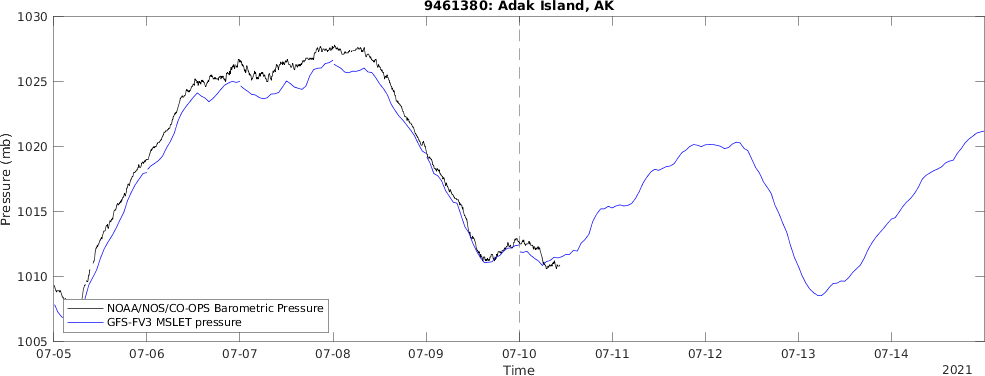 9461380: Adak Island, AK
1030
1025
1020
1015
1010
1005
Pressure (mb)
NOAA/NOS/CO-OPS Barometric Pressure
GFS-FV3 MSLET pressure
07-05 07-06 07-07 07-08 07-09 07-10 07-11 07-12 07-13 07-14
Time
2021